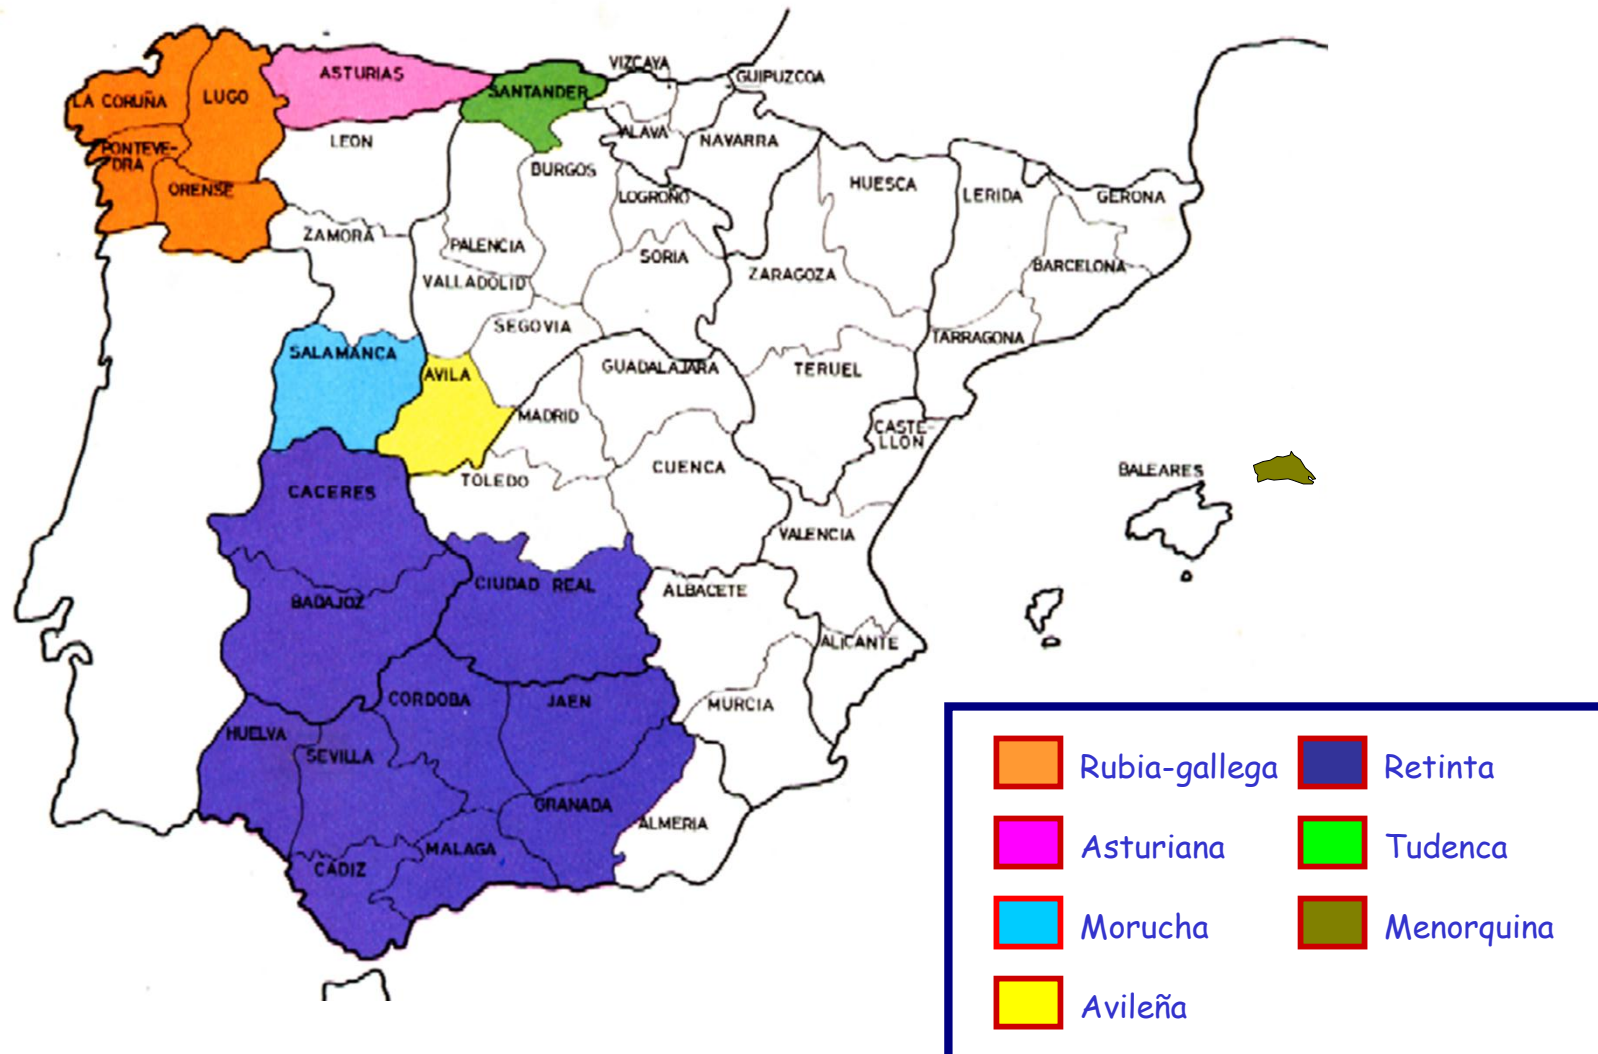 VIZCAYA
GUIPUZCOA
ASTURIAS
SANTANDER
LA CORUÑA
LUGO
ALAVA
NAVARRA
LEON
PONTEVE-
DRA
BURGOS
HUESCA
ORENSE
LOGROÑO
LERIDA
GERONA
ZAMORA
PALENCIA
SORIA
ZARAGOZA
BARCELONA
VALLADOLID
SEGOVIA
TARRAGONA
SALAMANCA
AVILA
GUADALAJARA
TERUEL
MADRID
CASTE-
LLON
CUENCA
BALEARES
TOLEDO
CACERES
VALENCIA
CIUDAD REAL
ALBACETE
BADAJOZ
ALICANTE
CORDOBA
JAEN
MURCIA
HUELVA
SEVILLA
GRANADA
ALMERIA
MALAGA
CADIZ
Rubia-gallega
Retinta
Asturiana
Tudenca
Morucha
Menorquina
Avileña